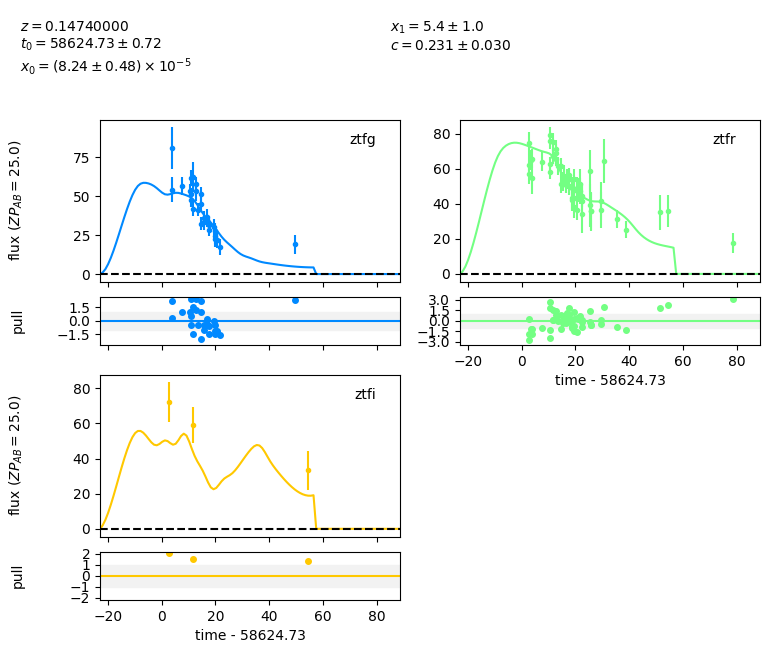 z = 0.14740000
t₀ = 58624.73 ± 0.72
x₀ = (8.24 ± 0.48) × 10⁻⁵
x₁ = 5.4 ± 1.0
c = 0.231 ± 0.030
ztfg
flux (ZP_AB = 25.0)
75
50
25
0
pull
1.5
0.0
−1.5
ztfr
80
60
40
20
0
3.0
1.5
0.0
−1.5
−3.0
−20 0 20 40 60 80
time - 58624.73
ztfi
flux (ZP_AB = 25.0)
80
60
40
20
0
pull
2
1
0
−1
−2
−20 0 20 40 60 80
time - 58624.73